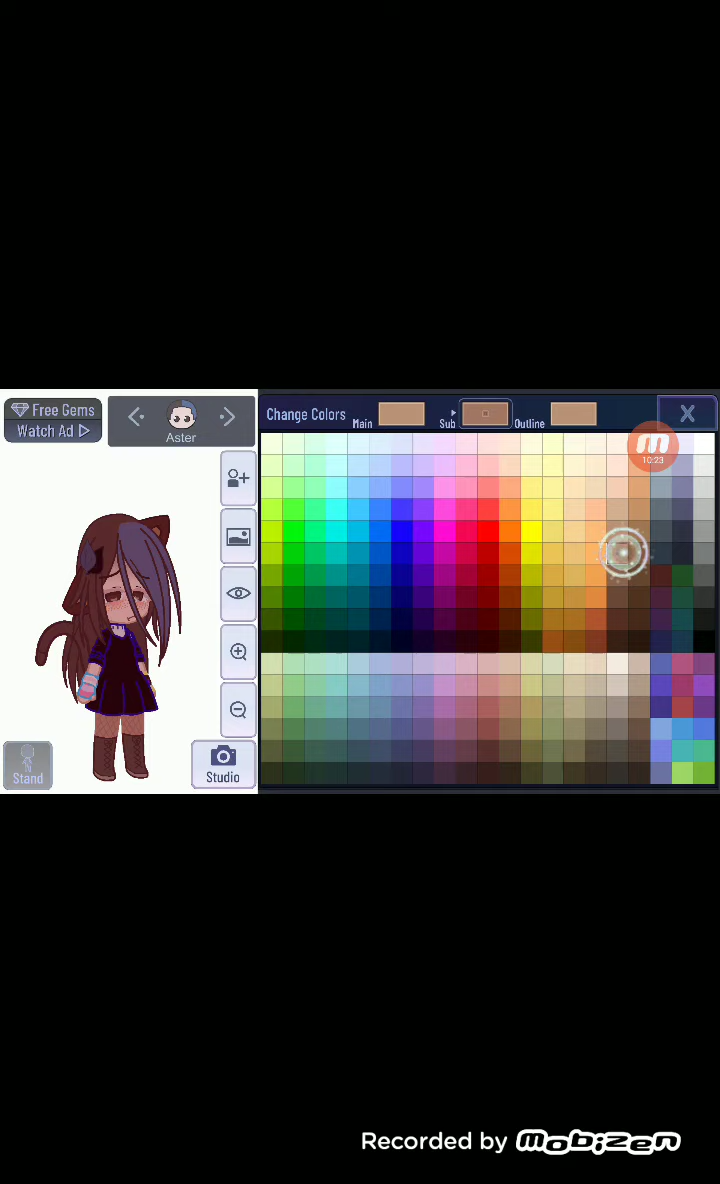 Free Gems
Watch Ad
Aster
Change Colors
Main
Sub
Outline
X
10:23
Stand
Studio
Recorded by mobizen